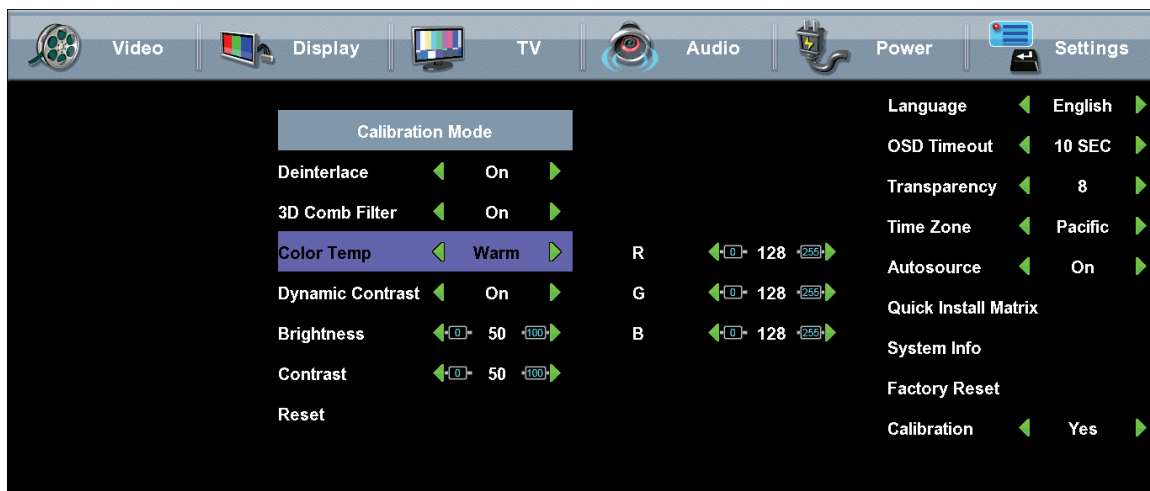 Video Display TV Audio Power Settings
Calibration Mode
Deinterlace On
3D Comb Filter On
Color Temp Warm
Dynamic Contrast On
Brightness 0 50 100
Contrast 0 50 100
Reset
R 0 128 255
G 0 128 255
B 0 128 255
Language English
OSD Timeout 10 SEC
Transparency 8
Time Zone Pacific
Autosource On
Quick Install Matrix
System Info
Factory Reset
Calibration Yes